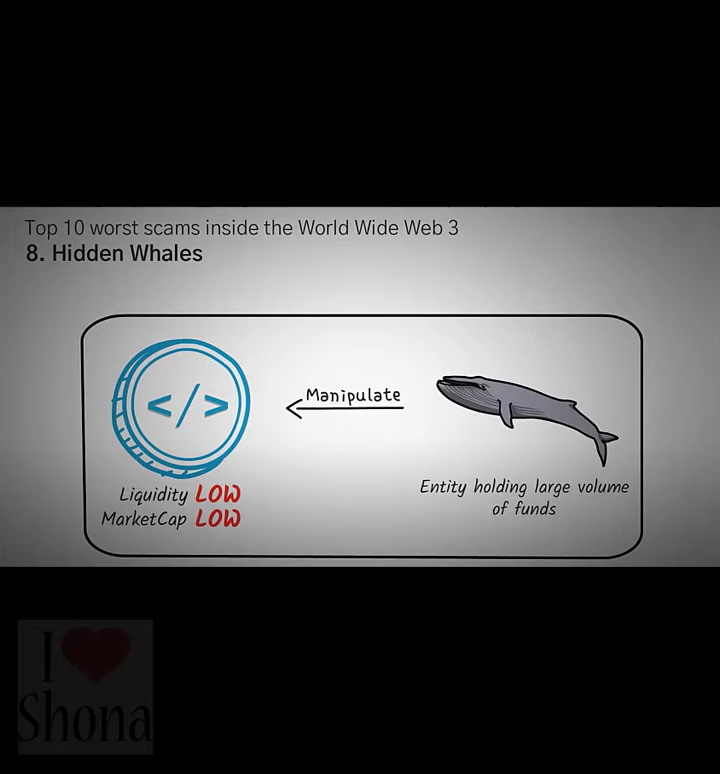 Top 10 worst scams inside the World Wide Web 3
8. Hidden Whales
</>
Manipulate
Liquidity LOW
MarketCap LOW
Entity holding large volume
of funds
I
Shona